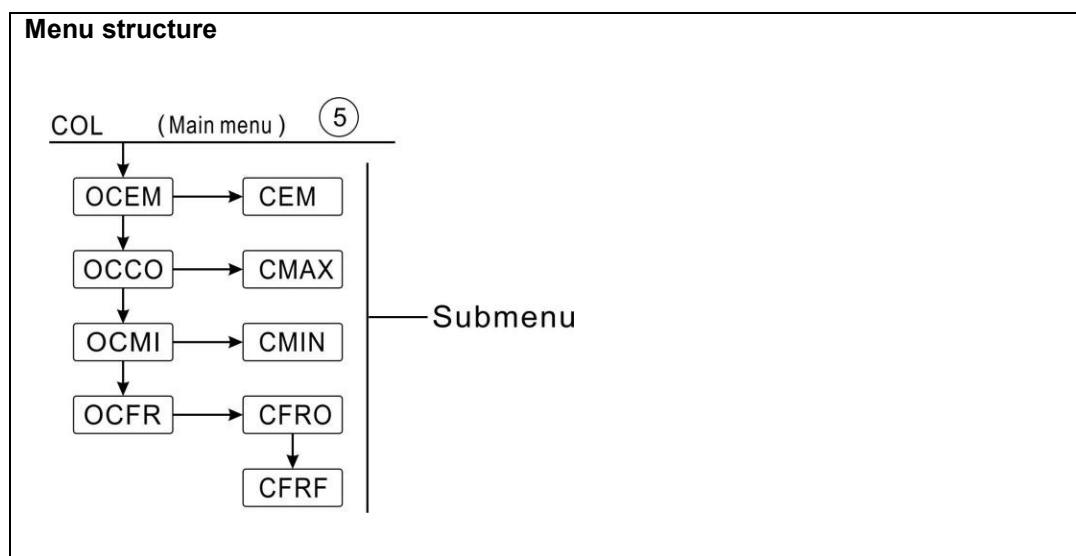 Menu structure
COL (Main menu) 5
OCEM CEM
OCCO CMAX
Submenu
OCMI CMIN
OCFR CFRO
CFRF